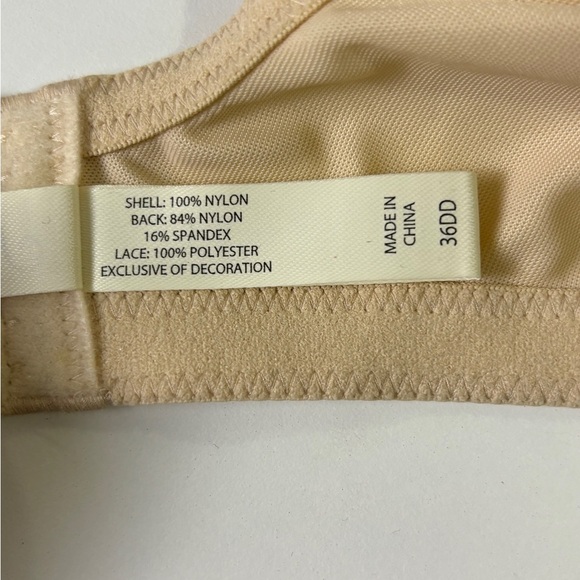 SHELL: 100% NYLON
BACK: 84% NYLON
16% SPANDEX
LACE: 100% POLYESTER
EXCLUSIVE OF DECORATION
MADE IN
CHINA
36DD